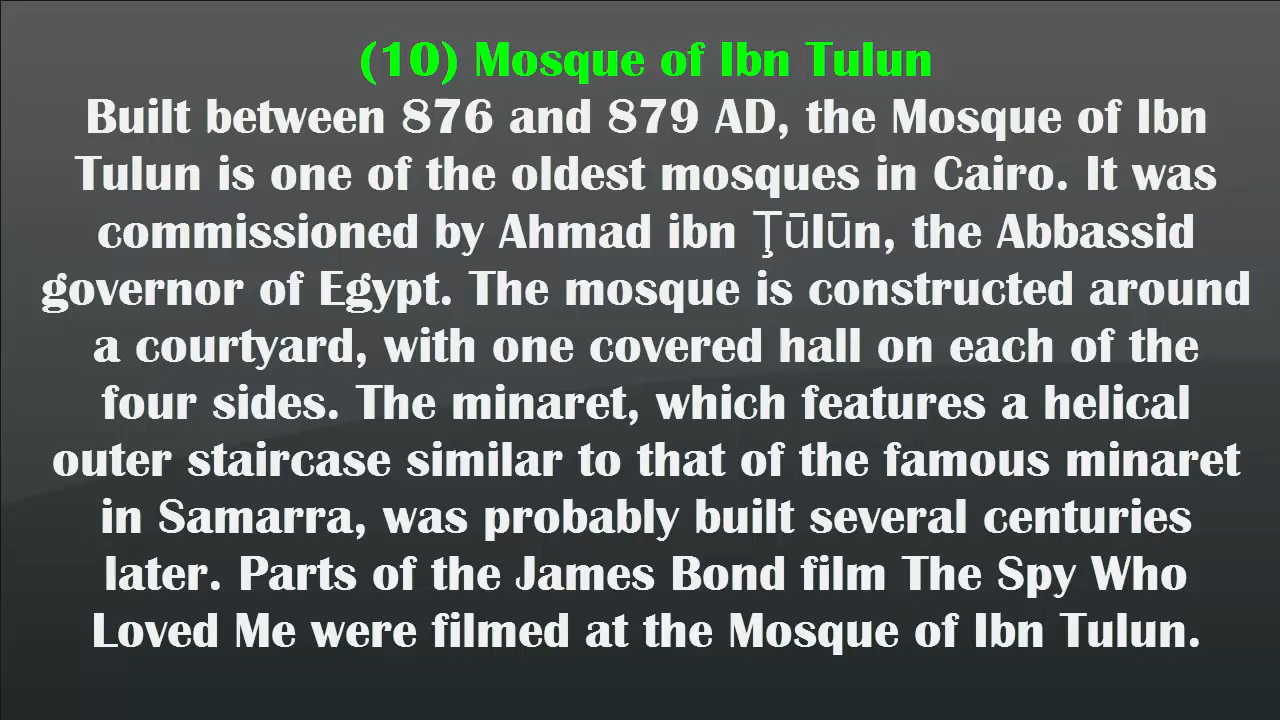 (10) Mosque of Ibn Tulun
Built between 876 and 879 AD, the Mosque of Ibn
Tulun is one of the oldest mosques in Cairo. It was
commissioned by Ahmad ibn Ţūlūn, the Abbassid
governor of Egypt. The mosque is constructed around
a courtyard, with one covered hall on each of the
four sides. The minaret, which features a helical
outer staircase similar to that of the famous minaret
in Samarra, was probably built several centuries
later. Parts of the James Bond film The Spy Who
Loved Me were filmed at the Mosque of Ibn Tulun.